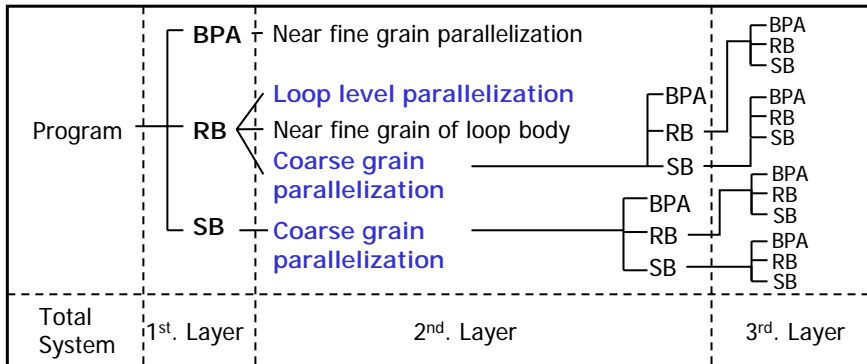 Program
BPA
RB
SB
Near fine grain parallelization
Loop level parallelization
Near fine grain of loop body
Coarse grain
parallelization
Coarse grain
parallelization
BPA
RB
SB
BPA
RB
SB
BPA
RB
SB
BPA
RB
SB
BPA
RB
SB
BPA
RB
SB
Total
System
1st. Layer
2nd. Layer
3rd. Layer